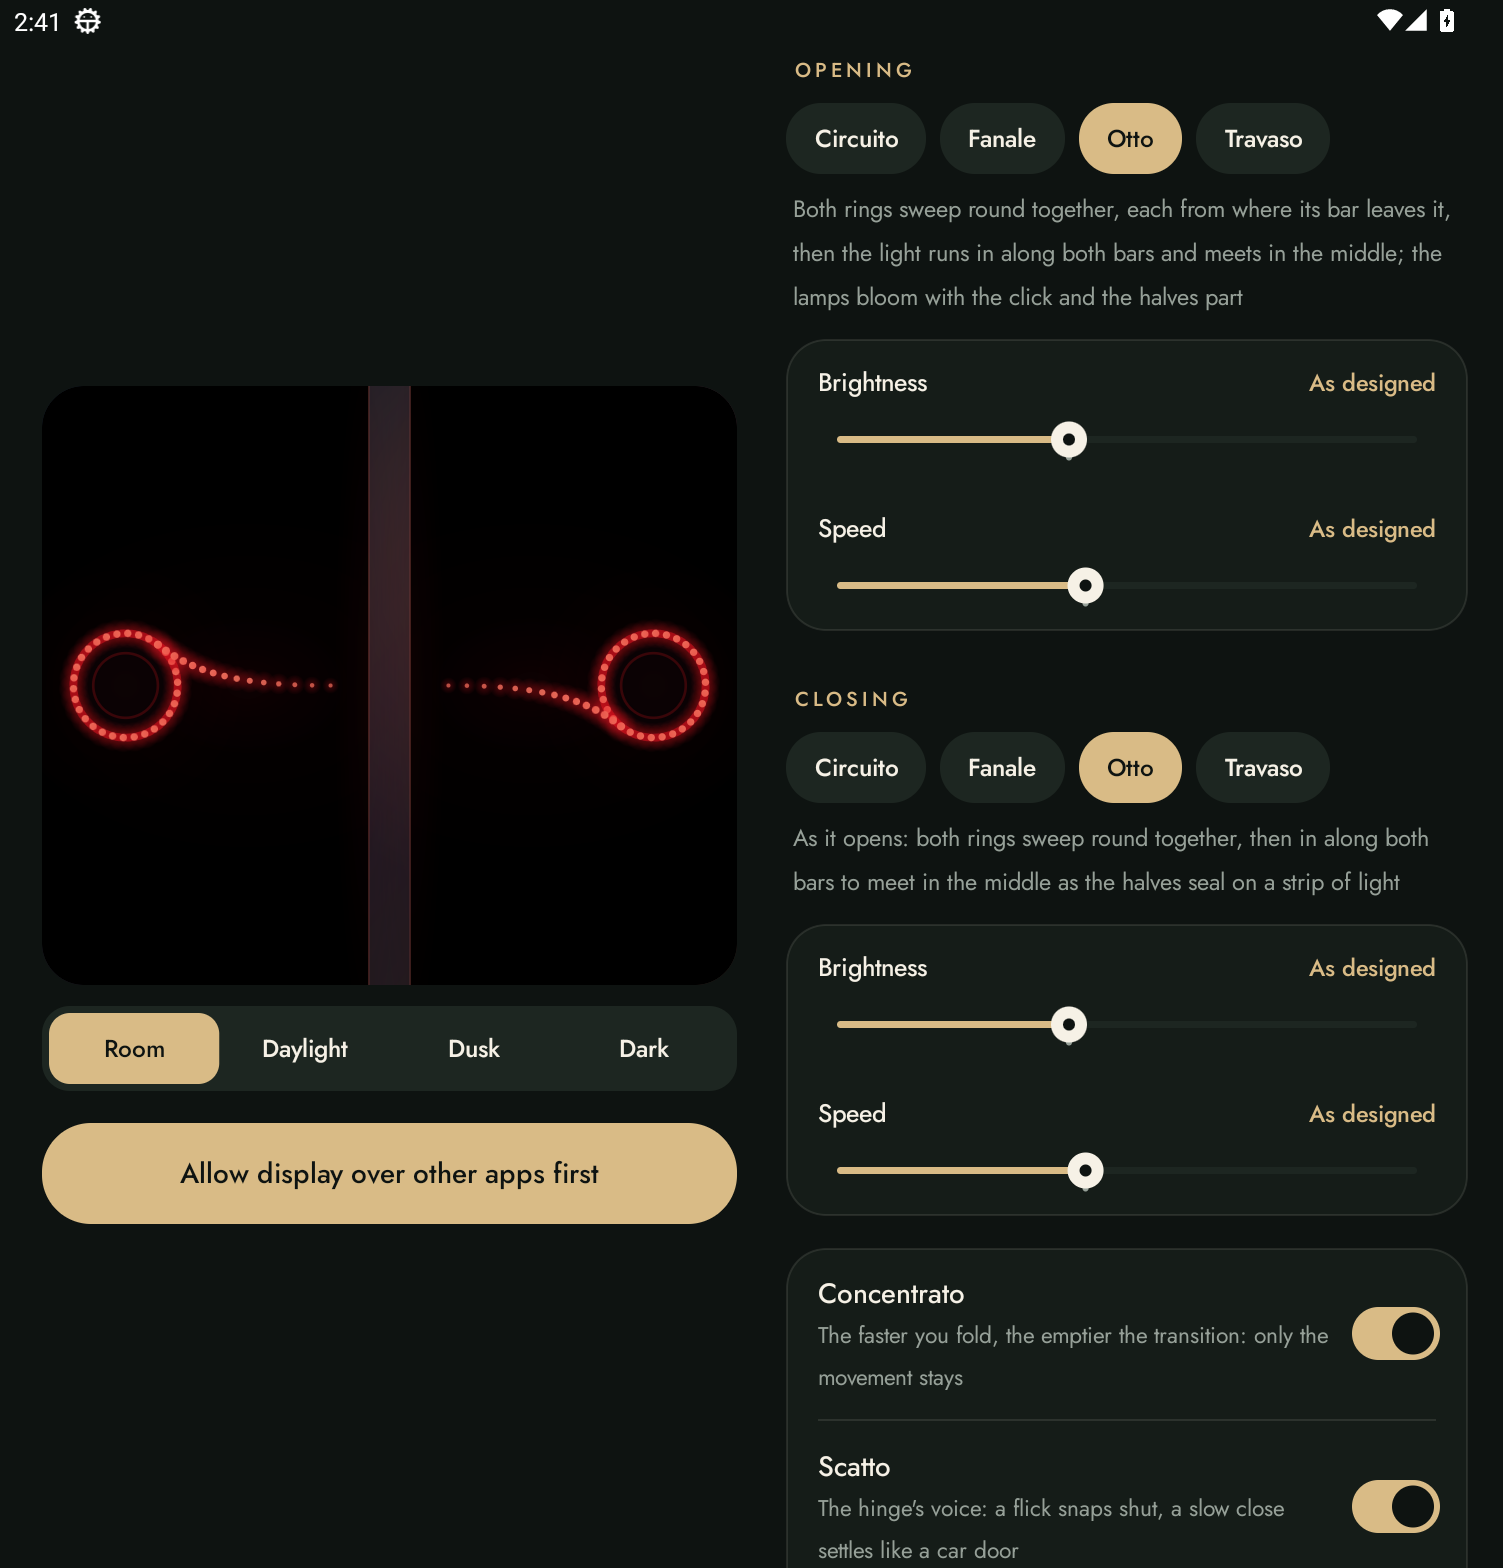 2:41
OPENING
Circuito
Fanale
Otto
Travaso
Both rings sweep round together, each from where its bar leaves it,
then the light runs in along both bars and meets in the middle; the
lamps bloom with the click and the halves part
Brightness
As designed
Speed
As designed
CLOSING
Circuito
Fanale
Otto
Travaso
As it opens: both rings sweep round together, then in along both
bars to meet in the middle as the halves seal on a strip of light
Brightness
As designed
Speed
As designed
Concentrato
The faster you fold, the emptier the transition: only the
movement stays
Scatto
The hinge's voice: a flick snaps shut, a slow close
settles like a car door
Room
Daylight
Dusk
Dark
Allow display over other apps first